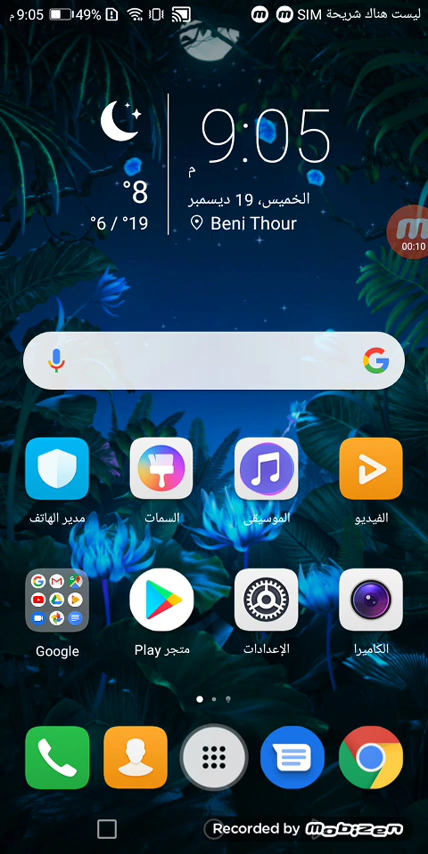 9:05 م 49% ليست هناك شريحة SIM
9:05 م
الخميس، 19 ديسمبر
Beni Thour
8°
19° / 6°
00:10
مدير الهاتف السمات الموسيقى الفيديو
Google متجر Play الإعدادات الكاميرا
Recorded by mobizen